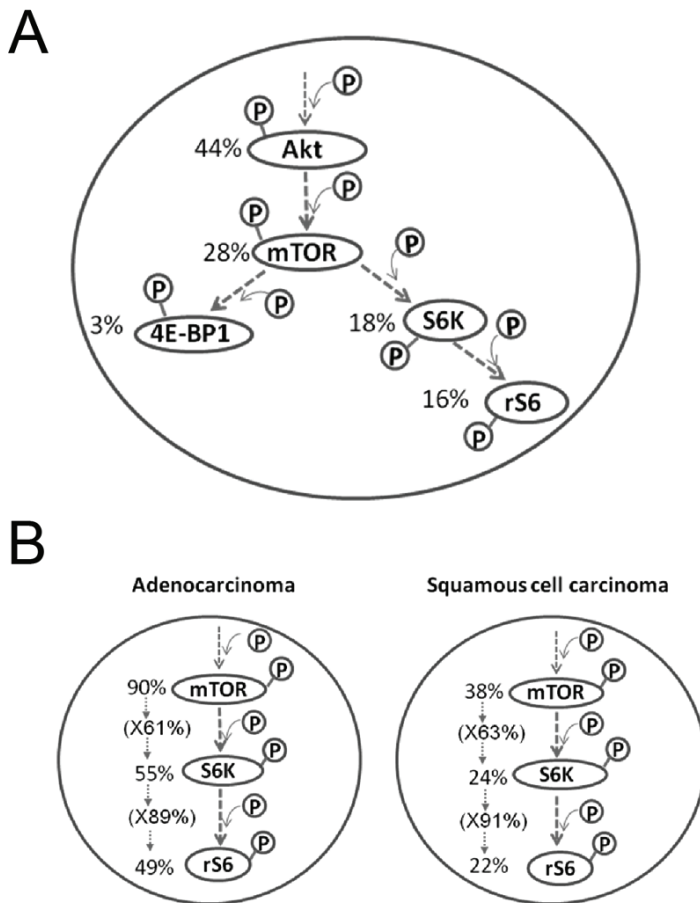 A
P
P
44% Akt
P
P
28% mTOR
P
P
P
3% 4E-BP1
18% S6K
P
P
16% rS6
P
B
Adenocarcinoma
P
P
90% mTOR
(X61%)
P
P
55% S6K
(X89%)
P
P
49% rS6
Squamous cell carcinoma
P
P
38% mTOR
(X63%)
P
P
24% S6K
(X91%)
P
P
22% rS6